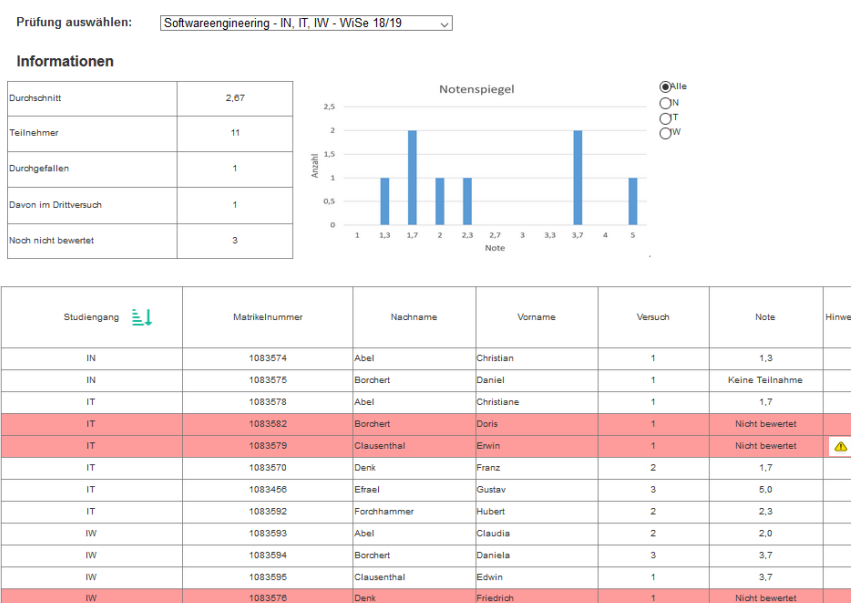 Prüfung auswählen: Softwareengineering - IN, IT, IW - WiSe 18/19
Informationen
Durchschnitt 2,67
Teilnehmer 11
Durchgefallen 1
Davon im Drittversuch 1
Noch nicht bewertet 3
Notenspiegel
2,5
2
1,5
1
0,5
0
Anzahl
1 1,3 1,7 2 2,3 2,7 3 3,3 3,7 4 5
Note
Alle
IN
IT
IW
Studiengang Matrikelnummer Nachname Vorname Versuch Note Hinwe
IN 1083574 Abel Christian 1 1,3
IN 1083575 Borchert Daniel 1 Keine Teilnahme
IT 1083578 Abel Christiane 1 1,7
IT 1083582 Borchert Doris 1 Nicht bewertet
IT 1083579 Clausenthal Erwin 1 Nicht bewertet
IT 1083570 Denk Franz 2 1,7
IT 1083456 Efrael Gustav 3 5,0
IT 1083592 Forchhammer Hubert 2 2,3
IW 1083593 Abel Claudia 2 2,0
IW 1083594 Borchert Daniela 3 3,7
IW 1083595 Clausenthal Edwin 1 3,7
IW 1083576 Denk Friedrich 1 Nicht bewertet